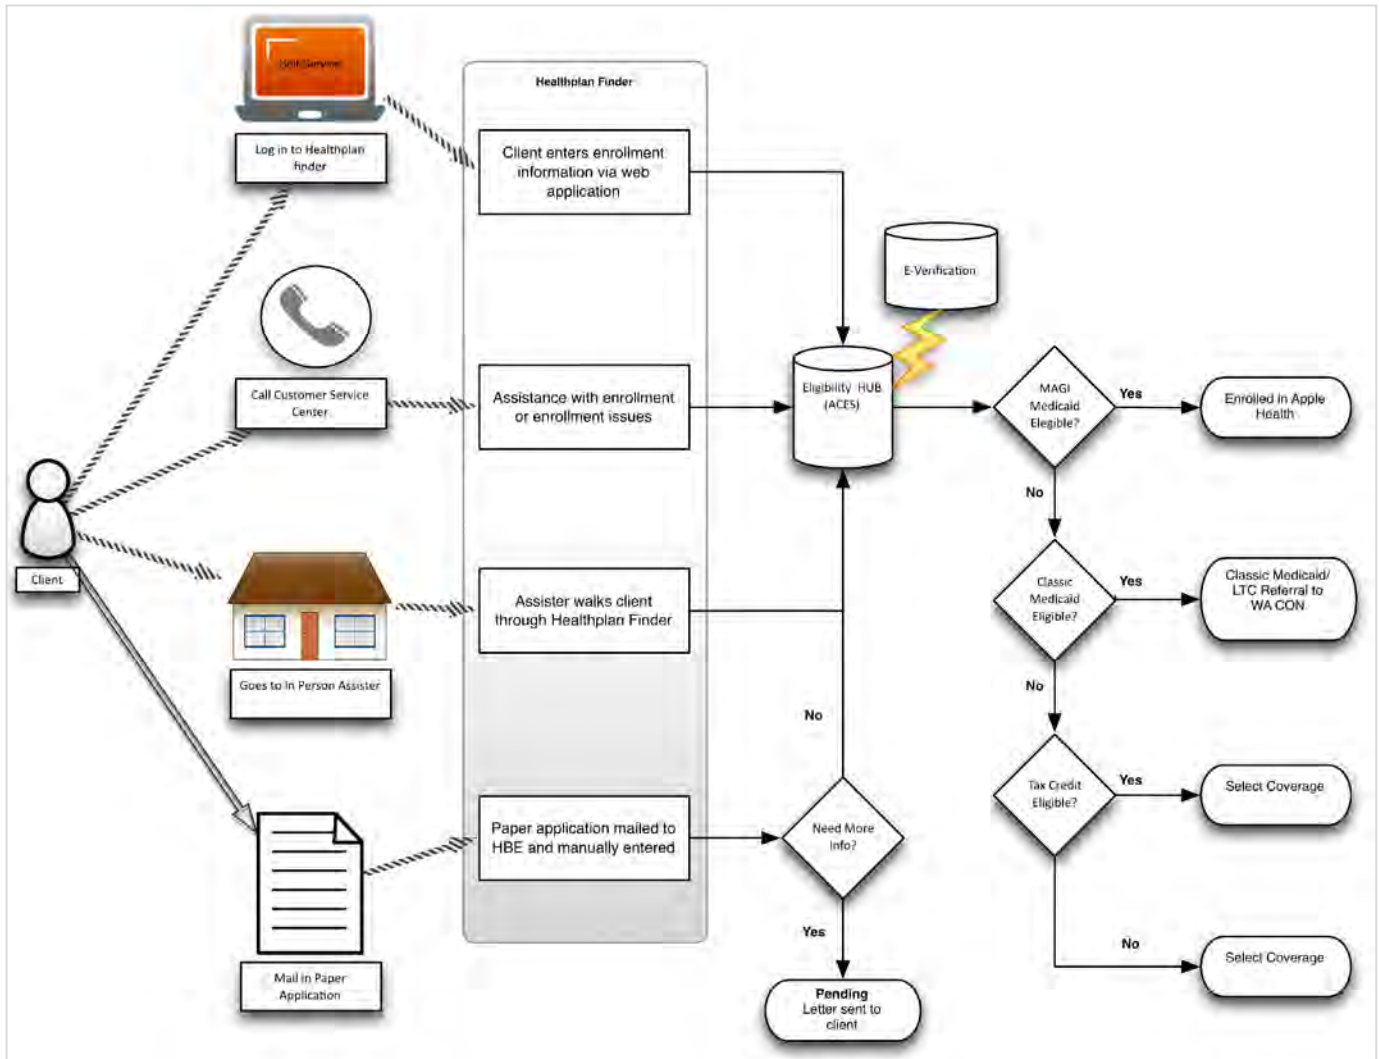 Self Service
Log in to Healthplan
finder
Healthplan Finder
Client enters enrollment
information via web
application
E-Verification
Call Customer Service
Center
Assistance with enrollment
or enrollment issues
Eligibility HUB
(ACES)
MAGI
Medicaid
Elegible?
Yes
Enrolled in Apple
Health
No
Client
Goes to In Person Assister
Assister walks client
through Healthplan Finder
Classic
Medicaid
Eligible?
Yes
Classic Medicaid/
LTC Referral to
WA CON
No
No
Tax Credit
Eligible?
Yes
Select Coverage
Paper application mailed to
HBE and manually entered
Need More
Info?
Yes
No
Select Coverage
Mail in Paper
Application
Pending
Letter sent to
client